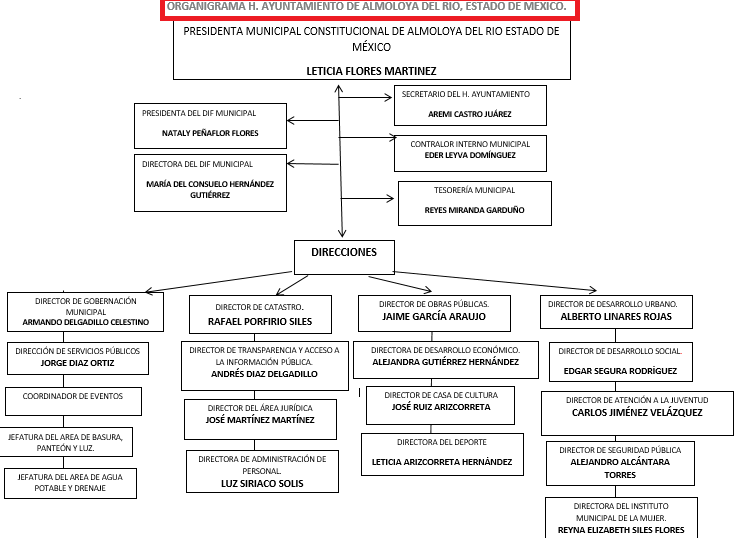 ORGANIGRAMA H. AYUNTAMIENTO DE ALMOLOYA DEL RIO, ESTADO DE MEXICO.
PRESIDENTA MUNICIPAL CONSTITUCIONAL DE ALMOLOYA DEL RIO ESTADO DE
MÉXICO
LETICIA FLORES MARTINEZ
SECRETARIO DEL H. AYUNTAMIENTO
AREMI CASTRO JUÁREZ
PRESIDENTA DEL DIF MUNICIPAL
NATALY PEÑAFLOR FLORES
CONTRALOR INTERNO MUNICIPAL
EDER LEYVA DOMÍNGUEZ
DIRECTORA DEL DIF MUNICIPAL
MARÍA DEL CONSUELO HERNÁNDEZ
GUTIÉRREZ
TESORERÍA MUNICIPAL
REYES MIRANDA GARDUÑO
DIRECCIONES
DIRECTOR DE GOBERNACIÓN
MUNICIPAL
ARMANDO DELGADILLO CELESTINO
DIRECCIÓN DE SERVICIOS PÚBLICOS
JORGE DIAZ ORTIZ
COORDINADOR DE EVENTOS
JEFATURA DEL AREA DE BASURA,
PANTEÓN Y LUZ.
JEFATURA DEL AREA DE AGUA
POTABLE Y DRENAJE
DIRECTOR DE CATASTRO.
RAFAEL PORFIRIO SILES
DIRECTOR DE TRANSPARENCIA Y ACCESO A
LA INFORMACIÓN PÚBLICA.
ANDRÉS DIAZ DELGADILLO
DIRECTOR DEL ÁREA JURÍDICA
JOSÉ MARTÍNEZ MARTÍNEZ
DIRECTORA DE ADMINISTRACIÓN DE
PERSONAL.
LUZ SIRIACO SOLIS
DIRECTOR DE OBRAS PÚBLICAS.
JAIME GARCÍA ARAUJO
DIRECTORA DE DESARROLLO ECONÓMICO.
ALEJANDRA GUTIÉRREZ HERNÁNDEZ
DIRECTOR DE CASA DE CULTURA
JOSÉ RUIZ ARIZCORRETA
DIRECTORA DEL DEPORTE
LETICIA ARIZCORRETA HERNÁNDEZ
DIRECTOR DE DESARROLLO URBANO.
ALBERTO LINARES ROJAS
DIRECTOR DE DESARROLLO SOCIAL.
EDGAR SEGURA RODRÍGUEZ
DIRECTOR DE ATENCIÓN A LA JUVENTUD
CARLOS JIMÉNEZ VELÁZQUEZ
DIRECTOR DE SEGURIDAD PÚBLICA
ALEJANDRO ALCÁNTARA
TORRES
DIRECTORA DEL INSTITUTO
MUNICIPAL DE LA MUJER.
REYNA ELIZABETH SILES FLORES